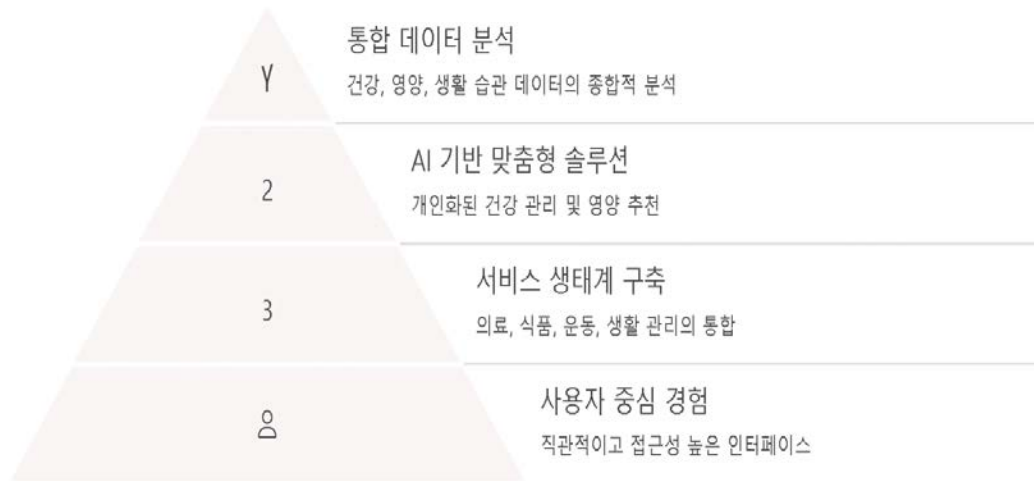 통합 데이터 분석
Y
건강, 영양, 생활 습관 데이터의 종합적 분석
AI 기반 맞춤형 솔루션
2
개인화된 건강 관리 및 영양 추천
서비스 생태계 구축
3
의료, 식품, 운동, 생활 관리의 통합
사용자 중심 경험
직관적이고 접근성 높은 인터페이스